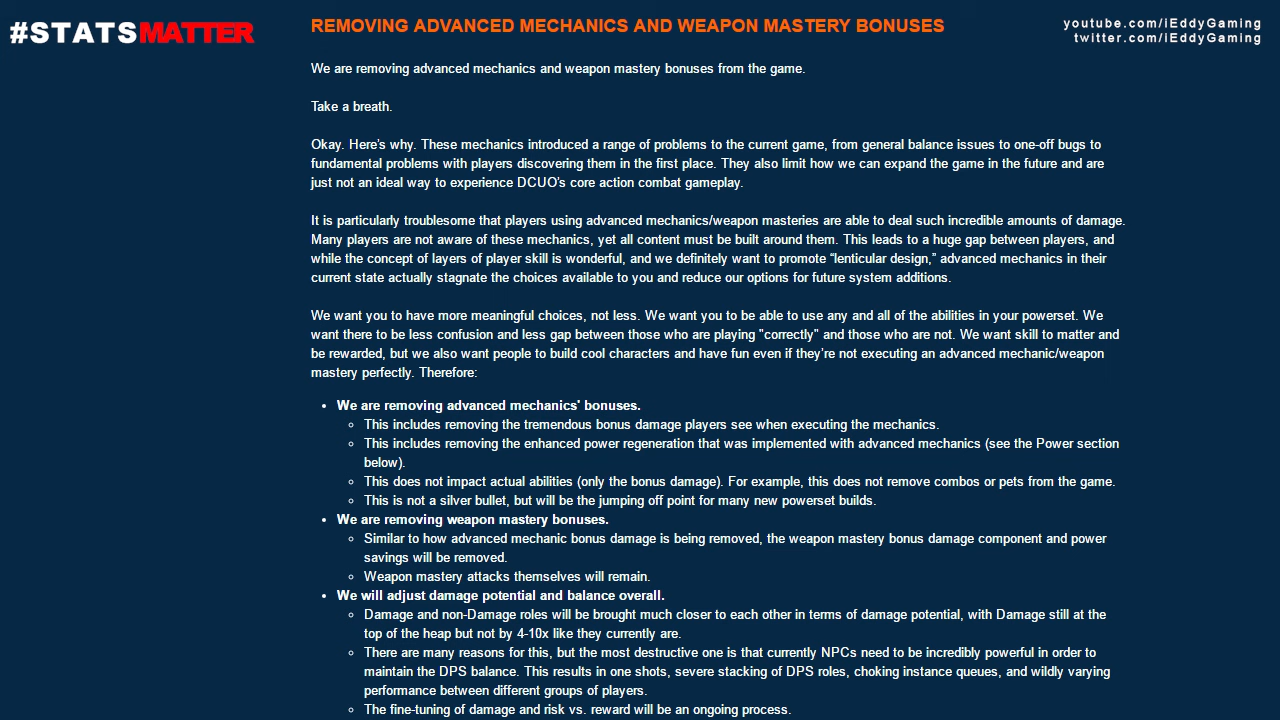 #STATSMATTER
REMOVING ADVANCED MECHANICS AND WEAPON MASTERY BONUSES
youtube.com/iEddyGaming
twitter.com/iEddyGaming
We are removing advanced mechanics and weapon mastery bonuses from the game.
Take a breath.
Okay. Here's why. These mechanics introduced a range of problems to the current game, from general balance issues to one-off bugs to
fundamental problems with players discovering them in the first place. They also limit how we can expand the game in the future and are
just not an ideal way to experience DCUO's core action combat gameplay.
It is particularly troublesome that players using advanced mechanics/weapon masteries are able to deal such incredible amounts of damage.
Many players are not aware of these mechanics, yet all content must be built around them. This leads to a huge gap between players, and
while the concept of layers of player skill is wonderful, and we definitely want to promote “lenticular design,” advanced mechanics in their
current state actually stagnate the choices available to you and reduce our options for future system additions.
We want you to have more meaningful choices, not less. We want you to be able to use any and all of the abilities in your powerset. We
want there to be less confusion and less gap between those who are playing "correctly" and those who are not. We want skill to matter and
be rewarded, but we also want people to build cool characters and have fun even if they’re not executing an advanced mechanic/weapon
mastery perfectly. Therefore:
• We are removing advanced mechanics' bonuses.
◦ This includes removing the tremendous bonus damage players see when executing the mechanics.
◦ This includes removing the enhanced power regeneration that was implemented with advanced mechanics (see the Power section
below).
◦ This does not impact actual abilities (only the bonus damage). For example, this does not remove combos or pets from the game.
◦ This is not a silver bullet, but will be the jumping off point for many new powerset builds.
• We are removing weapon mastery bonuses.
◦ Similar to how advanced mechanic bonus damage is being removed, the weapon mastery bonus damage component and power
savings will be removed.
◦ Weapon mastery attacks themselves will remain.
• We will adjust damage potential and balance overall.
◦ Damage and non-Damage roles will be brought much closer to each other in terms of damage potential, with Damage still at the
top of the heap but not by 4-10x like they currently are.
◦ There are many reasons for this, but the most destructive one is that currently NPCs need to be incredibly powerful in order to
maintain the DPS balance. This results in one shots, severe stacking of DPS roles, choking instance queues, and wildly varying
performance between different groups of players.
◦ The fine-tuning of damage and risk vs. reward will be an ongoing process.